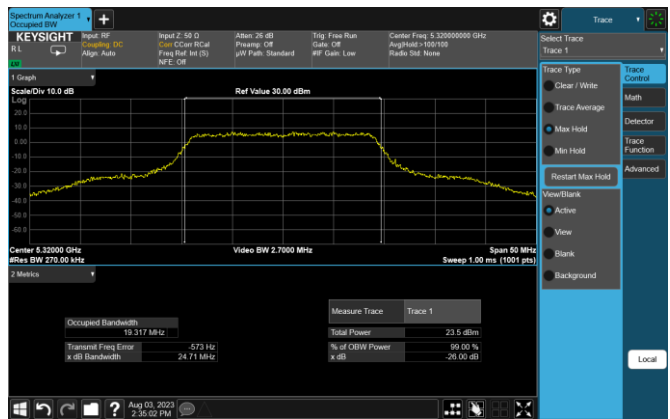 Spectrum Analyzer 1
Occupied BW
+
Trace
KEYSIGHT
R L
Input: RF
Coupling: DC
Align: Auto
Input Z: 50 Ω
Corr CCorr RCal
Freq Ref: Int (S)
NFE: Off
Atten: 26 dB
Preamp: Off
µW Path: Standard
Trig: Free Run
Gate: Off
#IF Gain: Low
Center Freq: 5.320000000 GHz
Avg|Hold >100/100
Radio Std: None
Select Trace
Trace 1
1 Graph
Scale/Div 10.0 dB
Ref Value 30.00 dBm
Log
20.0
10.0
0.00
-10.0
-20.0
-30.0
-40.0
-50.0
-60.0
Center 5.32000 GHz
#Res BW 270.00 kHz
Video BW 2.7000 MHz
Span 50 MHz
Sweep 1.00 ms (1001 pts)
2 Metrics
Measure Trace Trace 1
Occupied Bandwidth
19.317 MHz
Total Power 23.5 dBm
Transmit Freq Error -573 Hz
% of OBW Power 99.00 %
x dB Bandwidth 24.71 MHz
x dB -26.00 dB
Trace Type
Clear / Write
Trace Average
Max Hold
Min Hold
Restart Max Hold
View/Blank
Active
View
Blank
Background
Trace
Control
Math
Detector
Trace
Function
Advanced
Local
?
Aug 03, 2023
2:35:02 PM